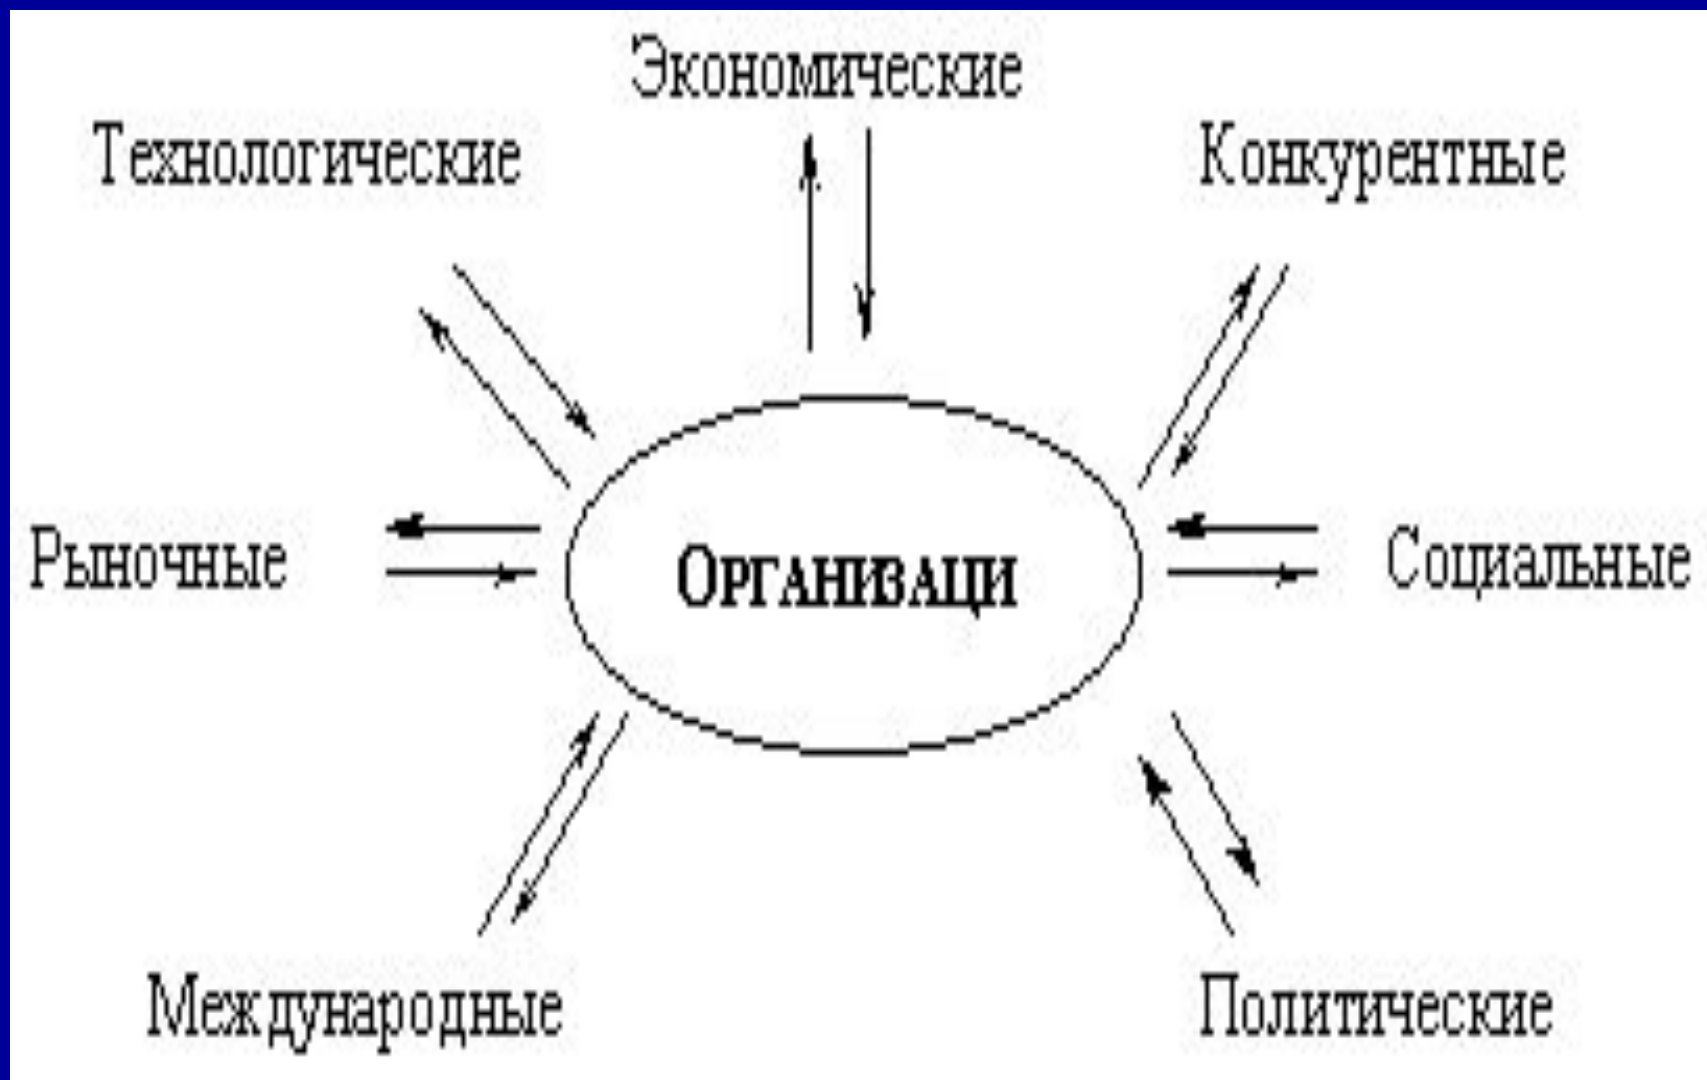 Экономические
Технологические
Конкурентные
Рыночные
ОРГАНИЗАЦИ
Социальные
Международные
Политические